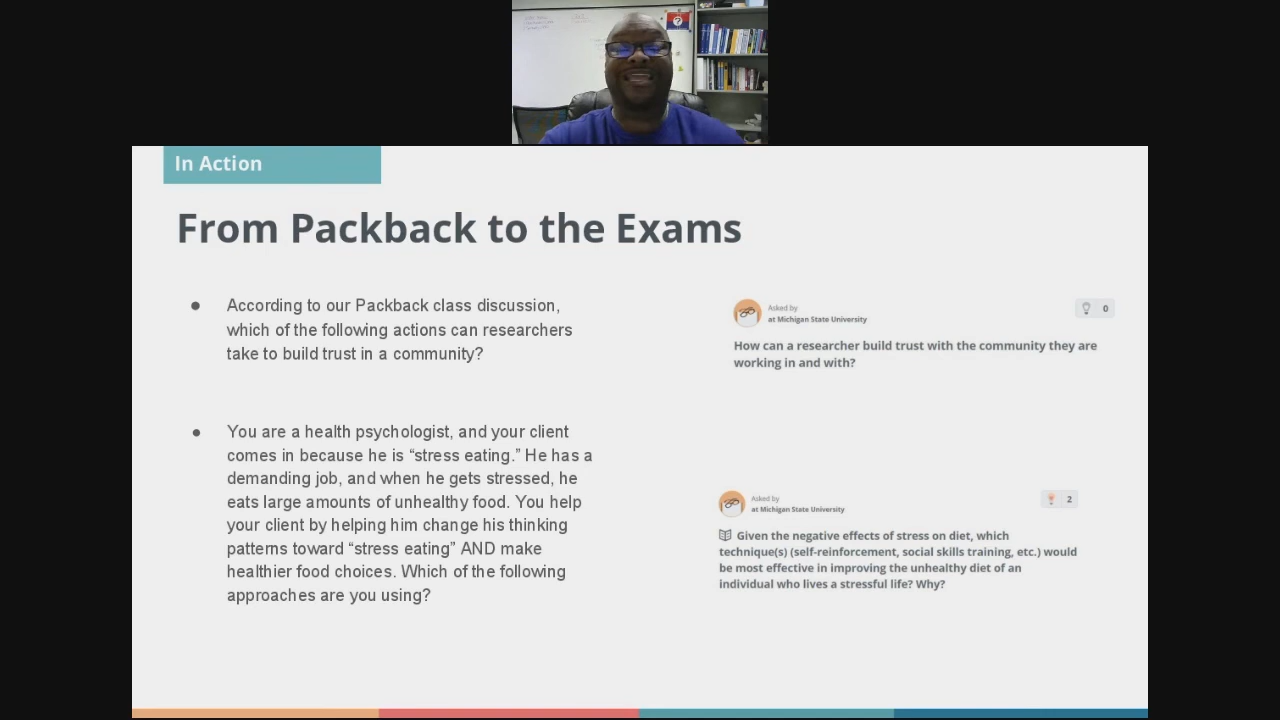 In Action
From Packback to the Exams
● According to our Packback class discussion,
which of the following actions can researchers
take to build trust in a community?
● You are a health psychologist, and your client
comes in because he is “stress eating.” He has a
demanding job, and when he gets stressed, he
eats large amounts of unhealthy food. You help
your client by helping him change his thinking
patterns toward “stress eating” AND make
healthier food choices. Which of the following
approaches are you using?
Asked by
at Michigan State University
0
How can a researcher build trust with the community they are
working in and with?
Asked by
at Michigan State University
2
Given the negative effects of stress on diet, which
technique(s) (self-reinforcement, social skills training, etc.) would
be most effective in improving the unhealthy diet of an
individual who lives a stressful life? Why?